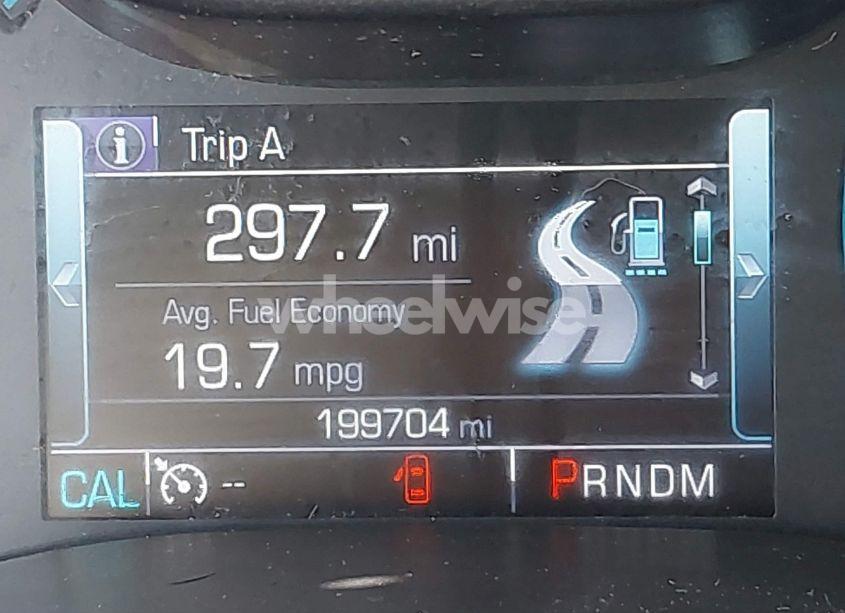 i Trip A
297.7 mi
Avg. Fuel Economy
wheelwise
19.7 mpg
199704 mi
CAL -- PRNDM